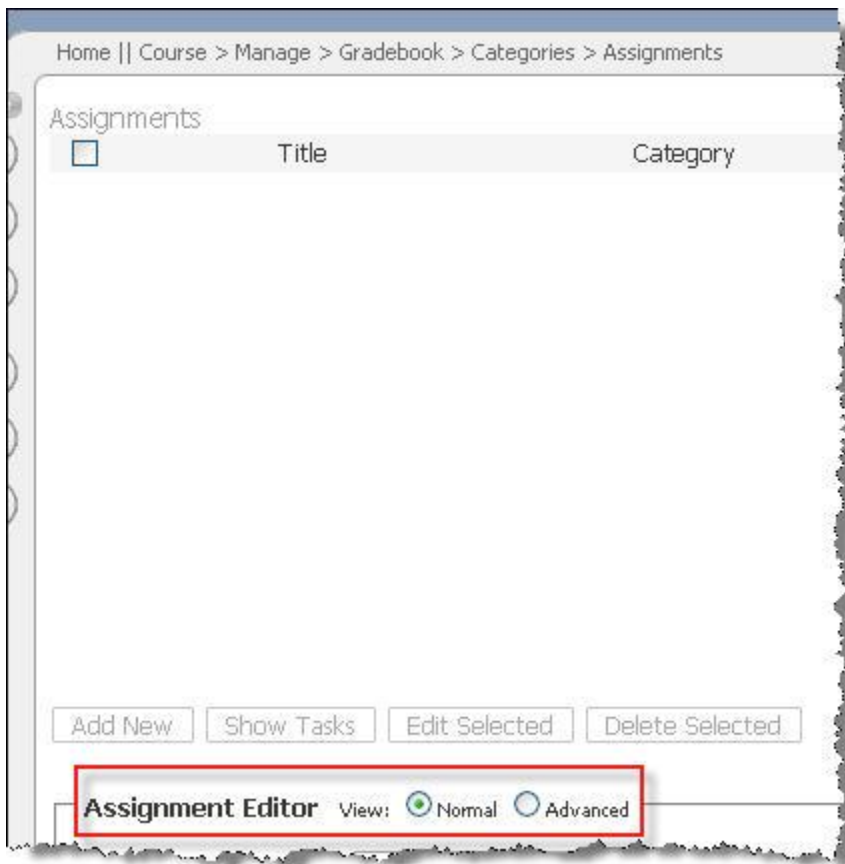 Home || Course > Manage > Gradebook > Categories > Assignments
Assignments
Title Category
Add New Show Tasks Edit Selected Delete Selected
Assignment Editor View: Normal Advanced